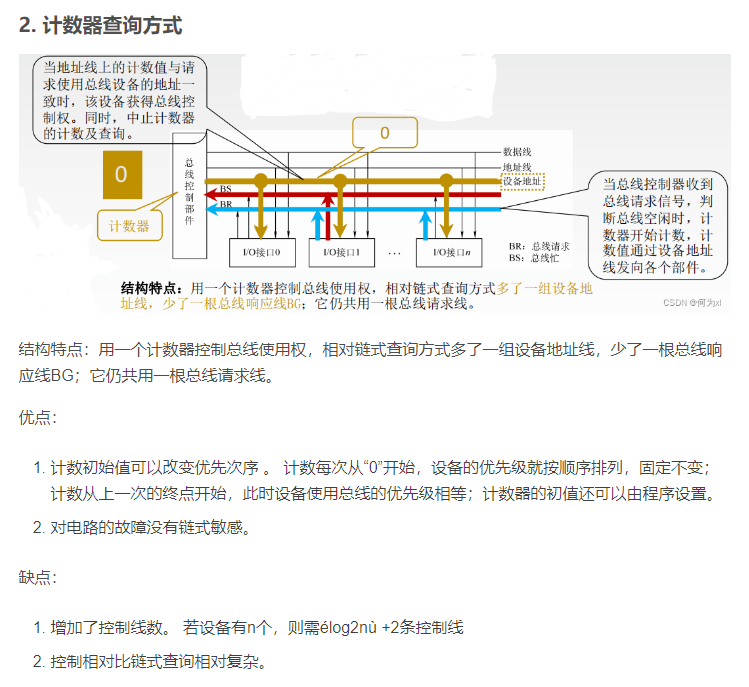 2. 计数器查询方式
当地址线上的计数值与请
求使用总线设备的地址一
致时，该设备获得总线控
制权。同时，中止计数器
的计数及查询。
0
0
计数器
总线控制部件
数据线
地址线
设备地址
BS
BR
I/O接口0
I/O接口1
…
I/O接口n
BR：总线请求
BS：总线忙
当总线控制器收到
总线请求信号，判
断总线空闲时，计
数器开始计数，计
数值通过设备地址
线发向各个部件。
结构特点：用一个计数器控制总线使用权，相对链式查询方式多了一组设备地
址线，少了一根总线响应线BG；它仍共用一根总线请求线。
CSDN @何为xl
结构特点：用一个计数器控制总线使用权，相对链式查询方式多了一组设备地址线，少了一根总线响
应线BG；它仍共用一根总线请求线。
优点：
1. 计数初始值可以改变优先次序 。 计数每次从“0”开始，设备的优先级就按顺序排列，固定不变；
计数从上一次的终点开始，此时设备使用总线的优先级相等；计数器的初值还可以由程序设置。
2. 对电路的故障没有链式敏感。
缺点：
1. 增加了控制线数。 若设备有n个，则需élog2nù +2条控制线
2. 控制相对比链式查询相对复杂。